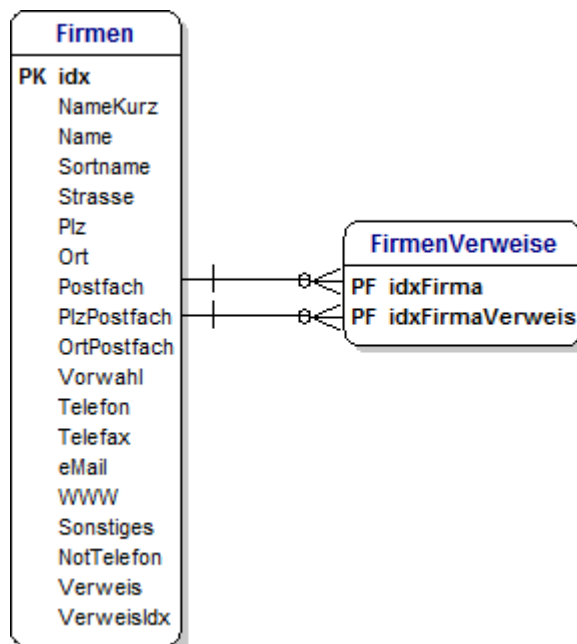 Firmen
PK idx
NameKurz
Name
Sortname
Strasse
Plz
Ort
Postfach
PlzPostfach
OrtPostfach
Vorwahl
Telefon
Telefax
eMail
WWW
Sonstiges
NotTelefon
Verweis
VerweisIdx
FirmenVerweise
PF idxFirma
PF idxFirmaVerweis